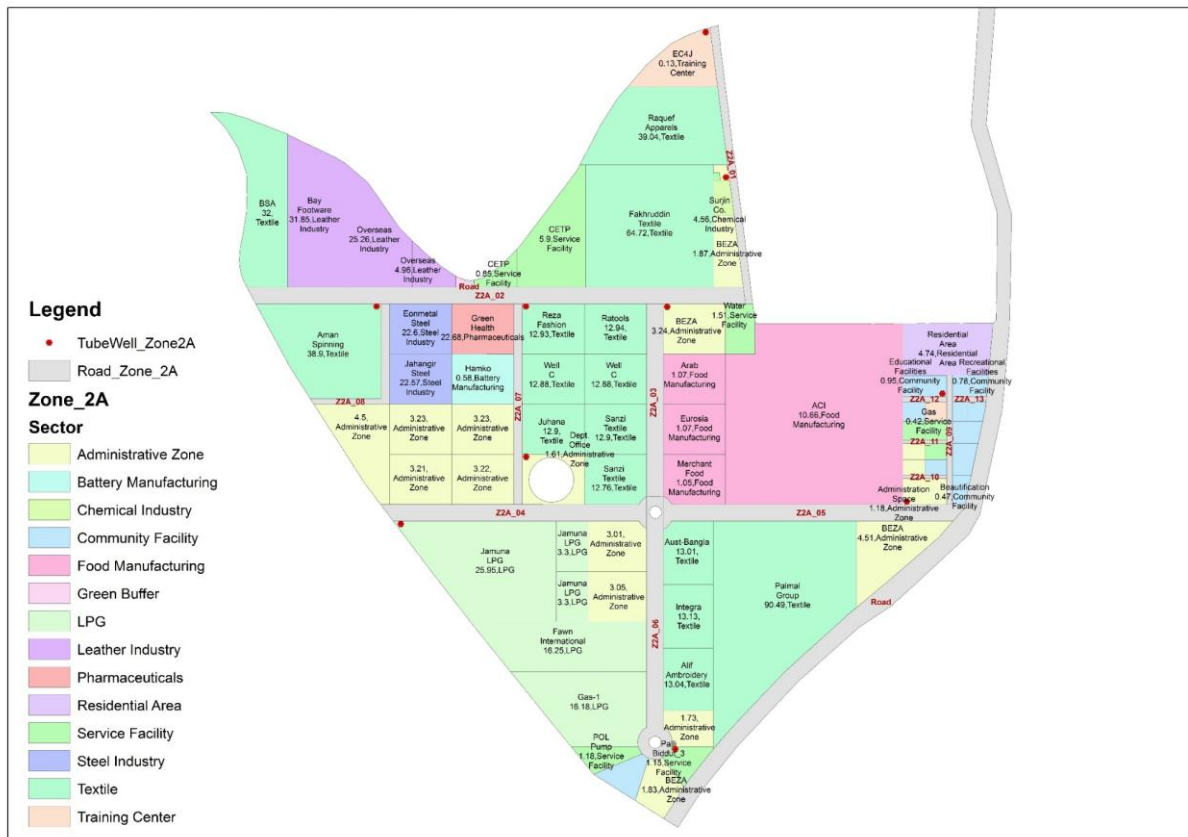 EC4J
0.13,Training
Center
Raquef
Apparels
39.04,Textile
Z2A_01
BSA
32,
Textile
Bay
Footware
31.85,Leather
Industry
Overseas
25.26,Leather
Industry
Overseas
4.96,Leather
Industry
CETP
5.9,Service
Facility
CETP
0.85,Service
Facility
Fakhruddin
Textile
64.72,Textile
Surjin
Co.
4.56,Chemical
Industry
BEZA
1.87,Administrative
Zone
Road
Z2A_02
Legend
TubeWell_Zone2A
Road_Zone_2A
Zone_2A
Sector
Administrative Zone
Battery Manufacturing
Chemical Industry
Community Facility
Food Manufacturing
Green Buffer
LPG
Leather Industry
Pharmaceuticals
Residential Area
Service Facility
Steel Industry
Textile
Training Center
Aman
Spinning
38.9,Textile
Eonmetal
Steel
22.6,Steel
Industry
Green
Health
22.68,Pharmaceuticals
Reza
Fashion
12.93,Textile
Ratools
12.94,
Textile
BEZA
3.24,Administrative
Zone
Water
1.51,Service
Facility
Jahangir
Steel
22.57,Steel
Industry
Hamko
0.58,Battery
Manufacturing
Well
C
12.88,Textile
Well
C
12.88,Textile
Arab
1.07,Food
Manufacturing
ACI
10.66,Food
Manufacturing
Residential
Area
4.74,Residential
Area
Educational
Facilities
0.95,Community
Facility
Recreational
Facilities
0.78,Community
Facility
Z2A_12
Z2A_13
Gas
0.42,Service
Facility
Z2A_11
Z2A_09
Z2A_10
Z2A_08
Z2A_07
Z2A_03
4.5,
Administrative
Zone
3.23,
Administrative
Zone
3.23,
Administrative
Zone
Juhana
12.9,
Textile
Sanzi
Textile
12.9,Textile
Eurosia
1.07,Food
Manufacturing
Dept.
Office
1.61,Administrative
Zone
3.21,
Administrative
Zone
3.22,
Administrative
Zone
Sanzi
Textile
12.76,Textile
Merchant
Food
1.05,Food
Manufacturing
Administration
Space
1.18,Administrative
Zone
Beautification
0.47,Community
Facility
Z2A_04
Z2A_05
Jamuna
LPG
25.95,LPG
Jamuna
LPG
3.3,LPG
3.01,
Administrative
Zone
Aust-Bangla
13.01,
Textile
BEZA
4.51,Administrative
Zone
Jamuna
LPG
3.3,LPG
3.05,
Administrative
Zone
Palmal
Group
90.49,Textile
Road
Integra
13.13,
Textile
Z2A_06
Fawn
International
16.25,LPG
Alif
Ambroidery
13.04,Textile
Gas-1
16.18,LPG
1.73,
Administrative
Zone
POL
Pump
1.18,Service
Facility
Biddut_3
1.15,Service
Facility
BEZA
1.83,Administrative
Zone